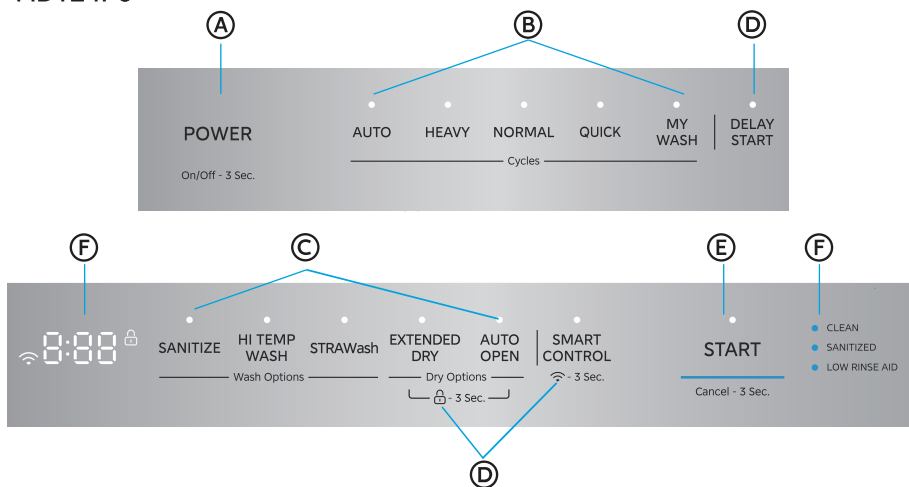 A
B
D
POWER
On/Off - 3 Sec.
AUTO
HEAVY
NORMAL
QUICK
MY
WASH
DELAY
START
Cycles
F
C
E
F
8:88
SANITIZE
HI TEMP
WASH
STRAWash
EXTENDED
DRY
AUTO
OPEN
SMART
CONTROL
START
CLEAN
SANITIZED
LOW RINSE AID
Wash Options
Dry Options
- 3 Sec.
- 3 Sec.
Cancel - 3 Sec.
D